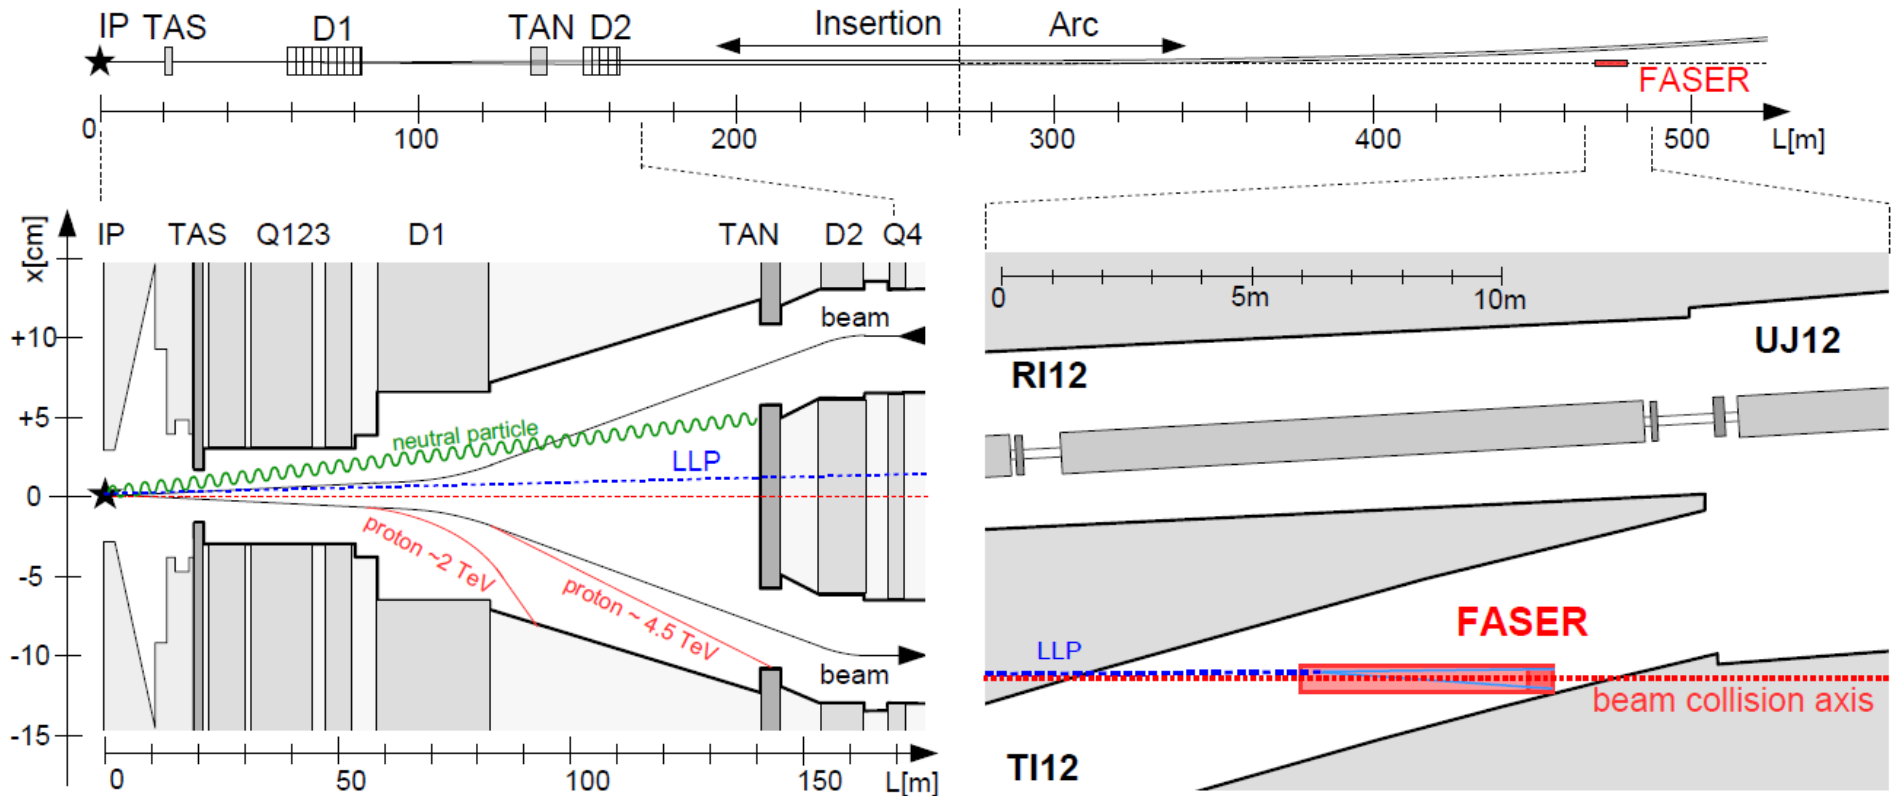 IP TAS D1 TAN D2 Insertion Arc
FASER
0 100 200 300 400 500 L[m]
x[cm]
IP TAS Q123 D1 TAN D2 Q4
+10
+5
0
-5
-10
-15
beam
neutral particle
LLP
proton ~2 TeV
proton ~ 4.5 TeV
beam
0 50 100 150 L[m]
0 5m 10m
UJ12
RI12
FASER
LLP
beam collision axis
TI12